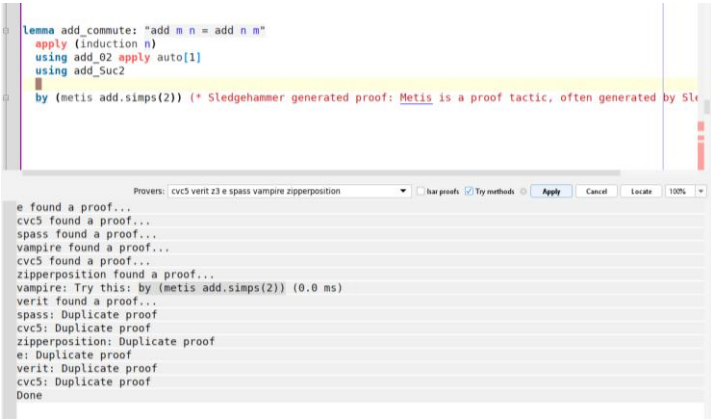 lemma add_commute: "add m n = add n m"
apply (induction n)
using add_02 apply auto[1]
using add_Suc2
by (metis add.simps(2)) (* Sledgehammer generated proof: Metis is a proof tactic, often generated by Sle
Provers: cvc5 verit z3 e spass vampire zipperposition Isar proofs Try methods Apply Cancel Locate 100%
e found a proof...
cvc5 found a proof...
spass found a proof...
vampire found a proof...
cvc5 found a proof...
zipperposition found a proof...
vampire: Try this: by (metis add.simps(2)) (0.0 ms)
verit found a proof...
spass: Duplicate proof
cvc5: Duplicate proof
zipperposition: Duplicate proof
e: Duplicate proof
verit: Duplicate proof
cvc5: Duplicate proof
Done